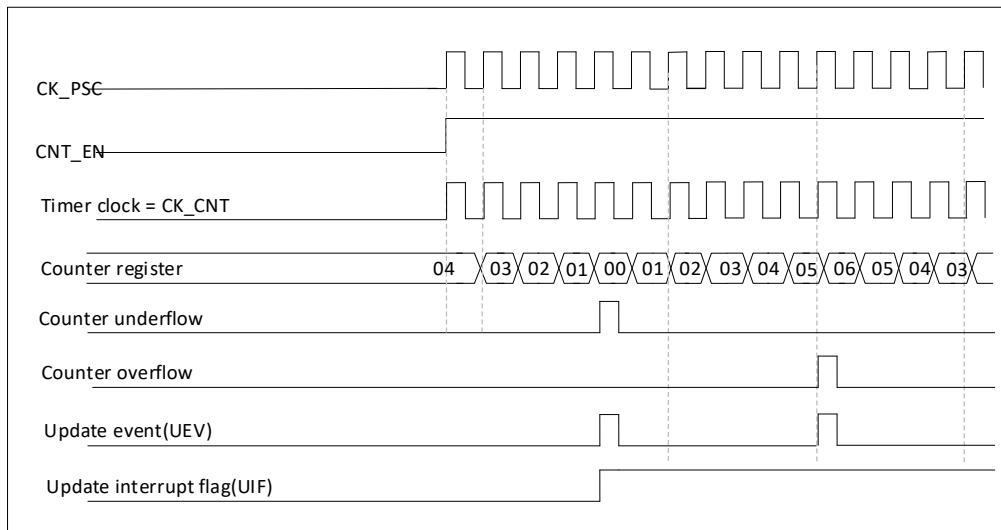 CK_PSC
CNT_EN
Timer clock = CK_CNT
Counter register 04 03 02 01 00 01 02 03 04 05 06 05 04 03
Counter underflow
Counter overflow
Update event(UEV)
Update interrupt flag(UIF)